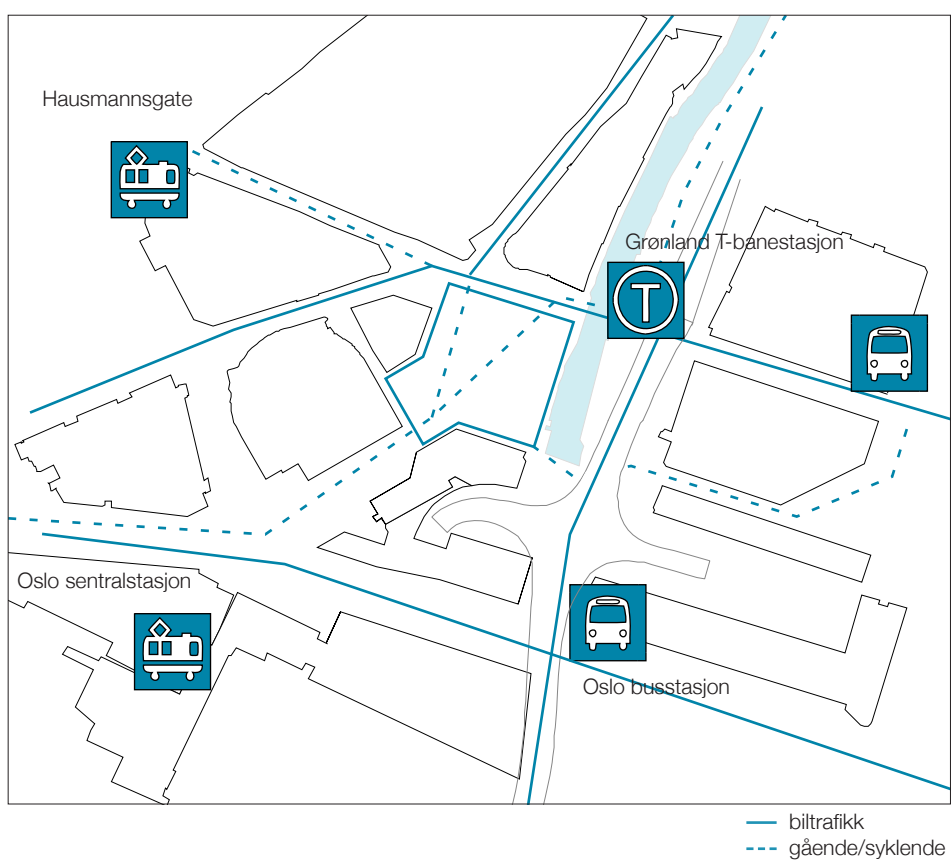 Hausmannsgate
Grønland T-banestasjon
T
Oslo sentralstasjon
Oslo busstasjon
biltrafikk
gående/syklende